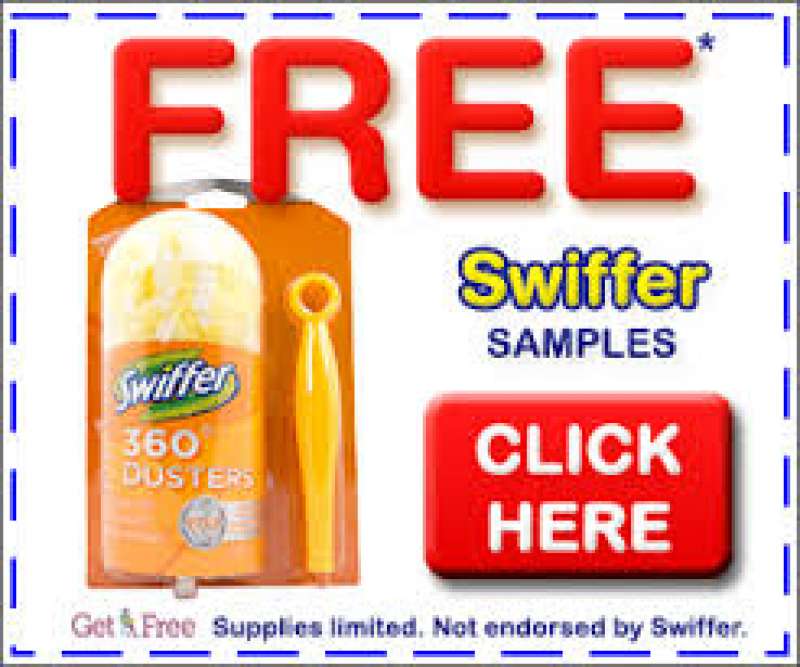 FREE*
Swiffer
SAMPLES
Swiffer
360°
DUSTERS
CLICK
HERE
Get Free Supplies limited. Not endorsed by Swiffer.